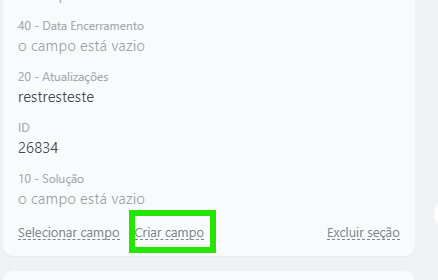 40 - Data Encerramento
o campo está vazio
20 - Atualizações
restresteste
ID
26834
10 - Solução
o campo está vazio
Selecionar campo Criar campo Excluir seção